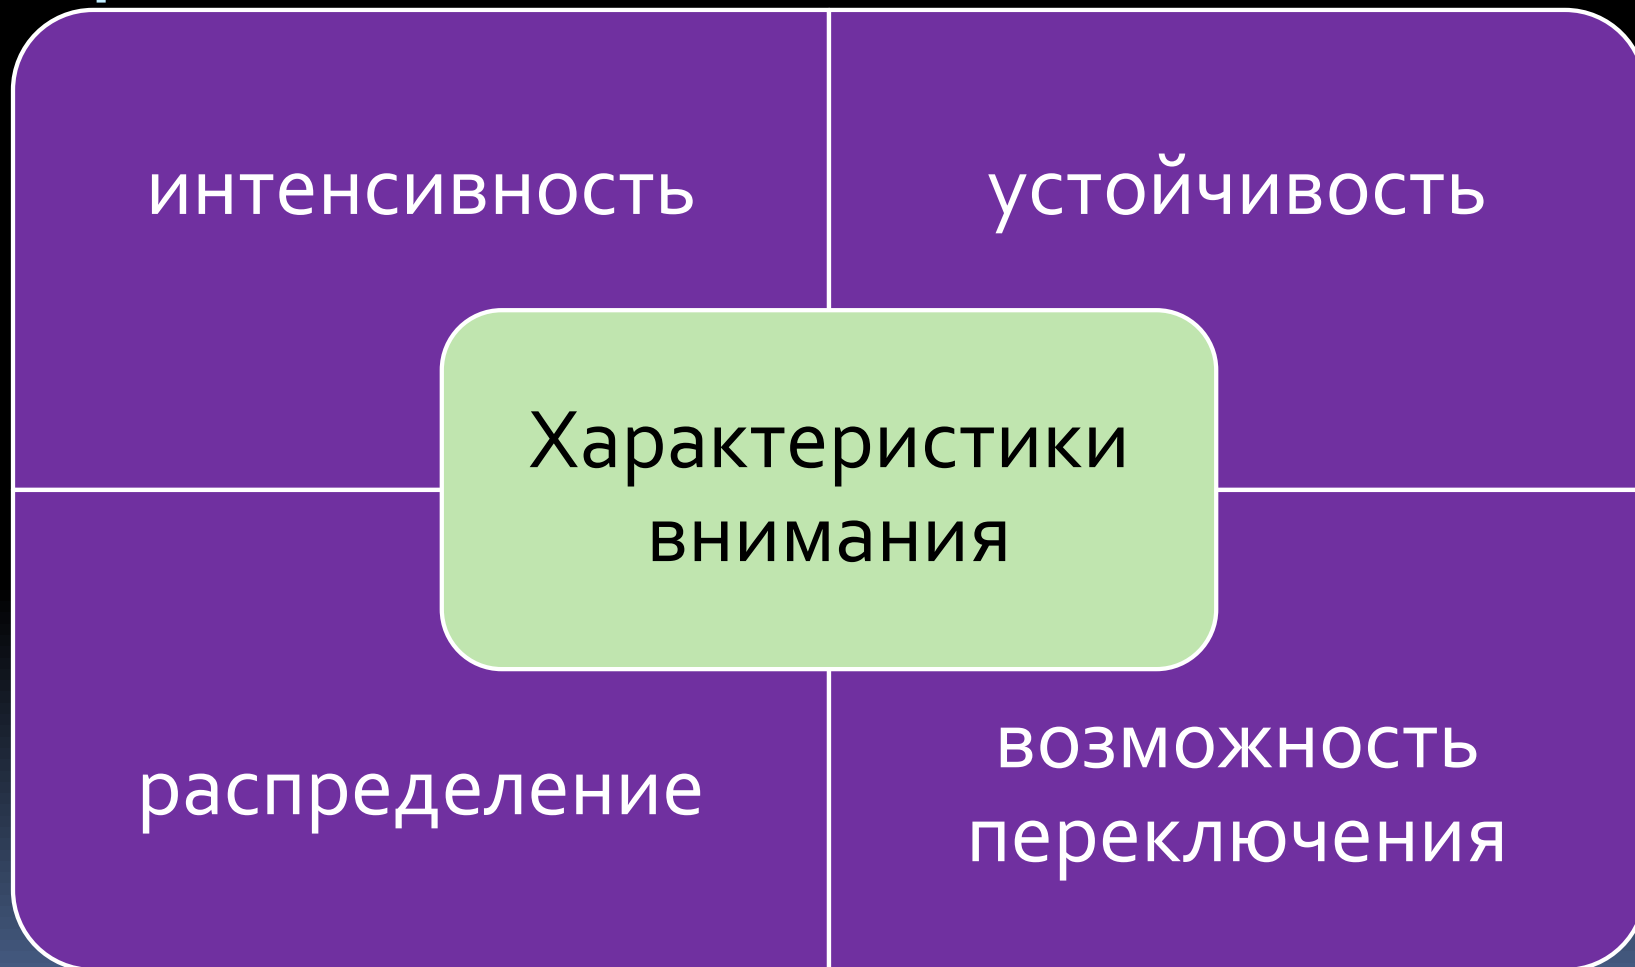 интенсивность
устойчивость
Характеристики
внимания
распределение
возможность
переключения